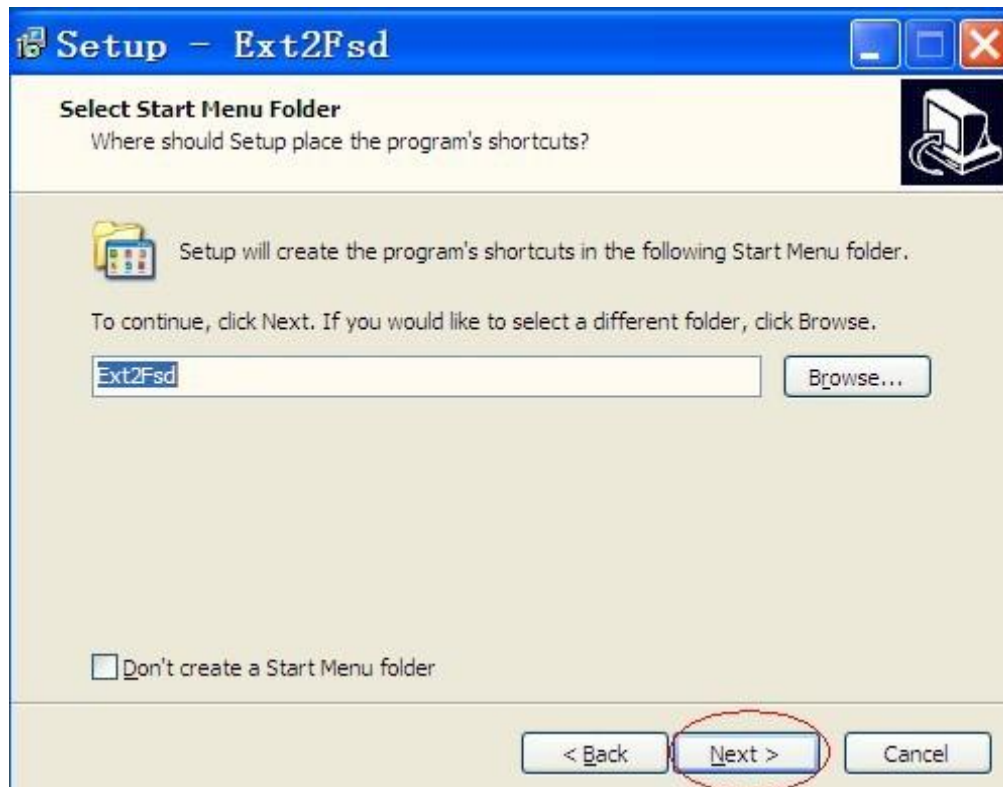 Setup - Ext2Fsd
Select Start Menu Folder
Where should Setup place the program's shortcuts?
Setup will create the program's shortcuts in the following Start Menu folder.
To continue, click Next. If you would like to select a different folder, click Browse.
Ext2Fsd
Browse...
Don't create a Start Menu folder
< Back
Next >
Cancel